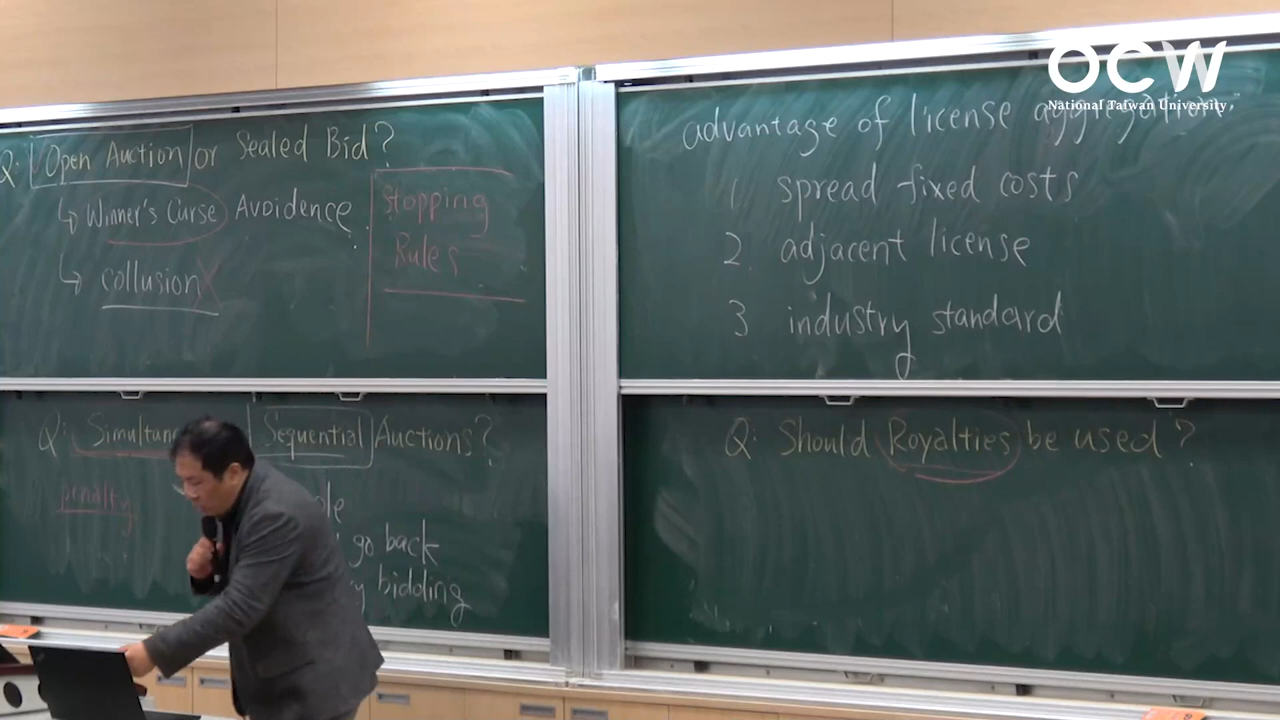 OCW
National Taiwan University
Q: Open Auction or Sealed Bid?
↳ Winner's Curse Avoidence
↳ collusion X
Stopping
Rules
advantage of license aggregation
1. spread fixed costs
2. adjacent license
3 industry standard
Q: Sequential Auctions?
penalty
go back
bidding
Q: Should Royalties be used?